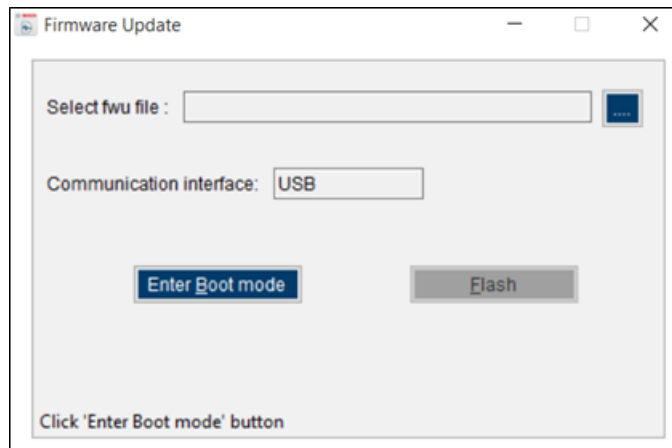 Firmware Update
Select fwu file :
....
Communication interface: USB
Enter Boot mode Flash
Click 'Enter Boot mode' button